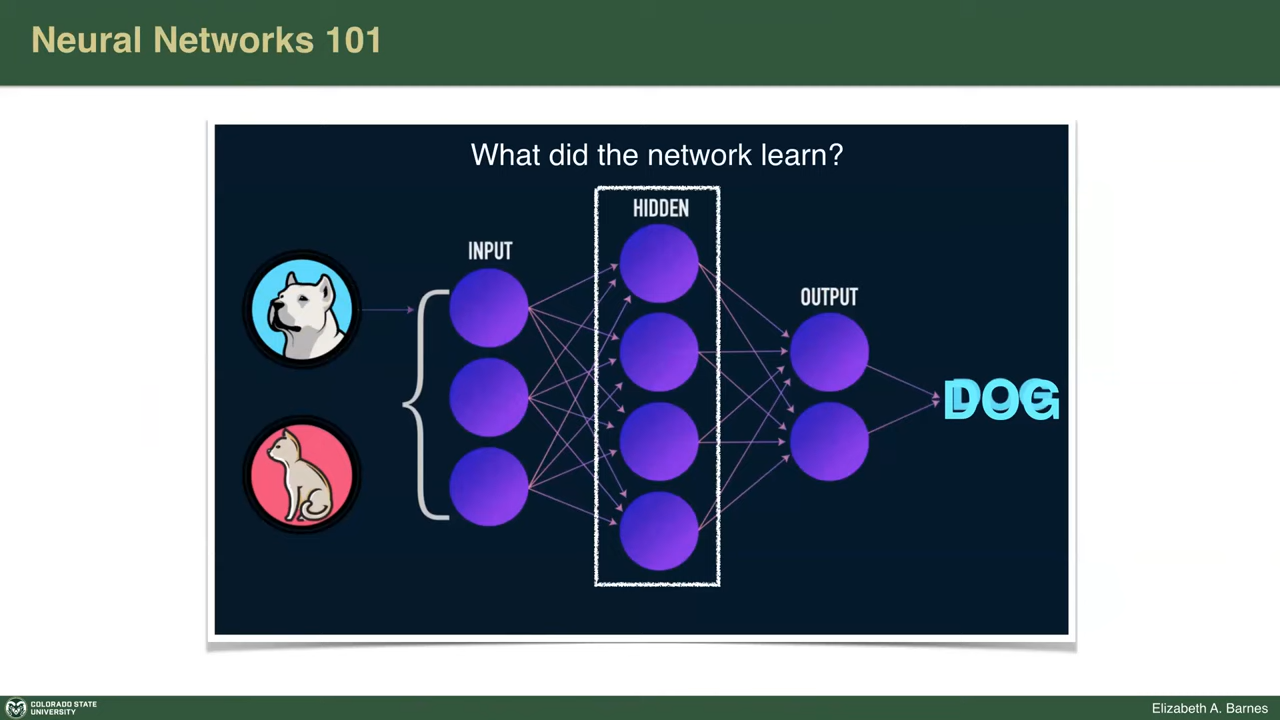 Neural Networks 101
What did the network learn?
HIDDEN
INPUT
OUTPUT
DOG
COLORADO STATE
UNIVERSITY
Elizabeth A. Barnes